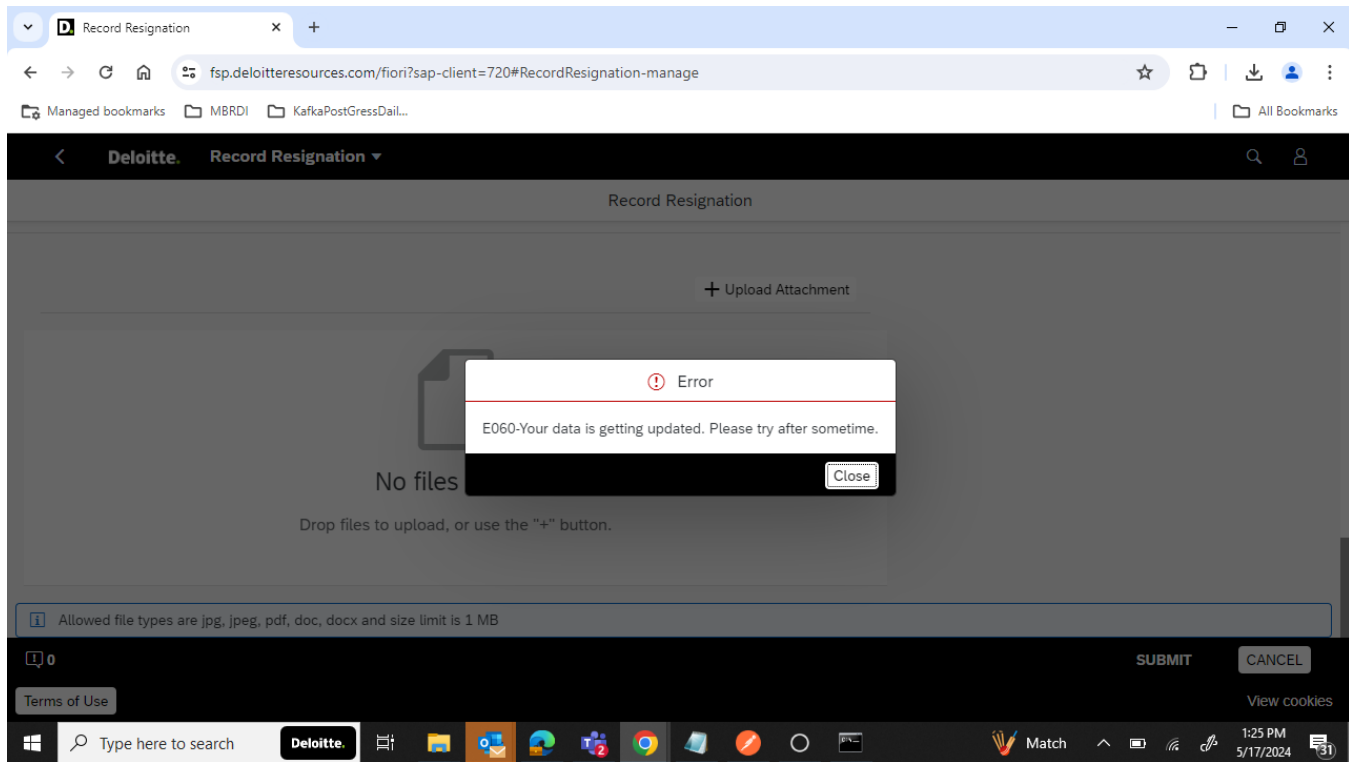 Record Resignation
fsp.deloitteresources.com/fiori?sap-client=720#RecordResignation-manage
Managed bookmarks MBRDI KafkaPostGressDail... All Bookmarks
Deloitte. Record Resignation
Record Resignation
+ Upload Attachment
Error
E060-Your data is getting updated. Please try after sometime.
Close
No files
Drop files to upload, or use the "+" button.
Allowed file types are jpg, jpeg, pdf, doc, docx and size limit is 1 MB
0 SUBMIT CANCEL
Terms of Use View cookies
Type here to search Deloitte. Match 1:25 PM
5/17/2024 31